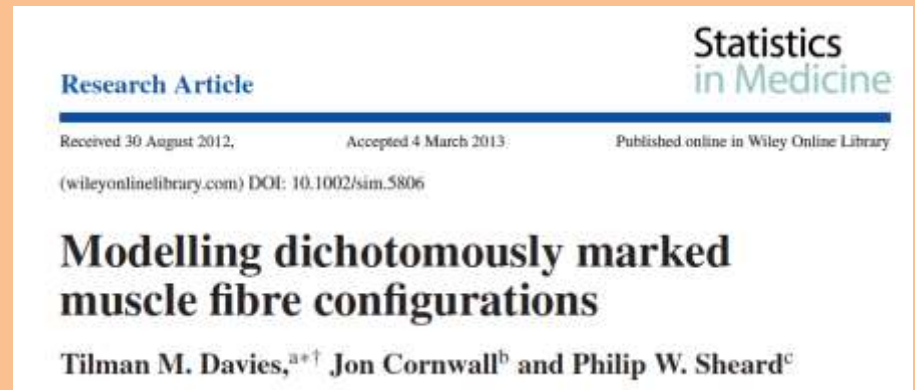 Statistics
in Medicine
Research Article
Received 30 August 2012, Accepted 4 March 2013 Published online in Wiley Online Library
(wileyonlinelibrary.com) DOI: 10.1002/sim.5806
Modelling dichotomously marked
muscle fibre configurations
Tilman M. Davies,a*† Jon Cornwallb and Philip W. Sheardc